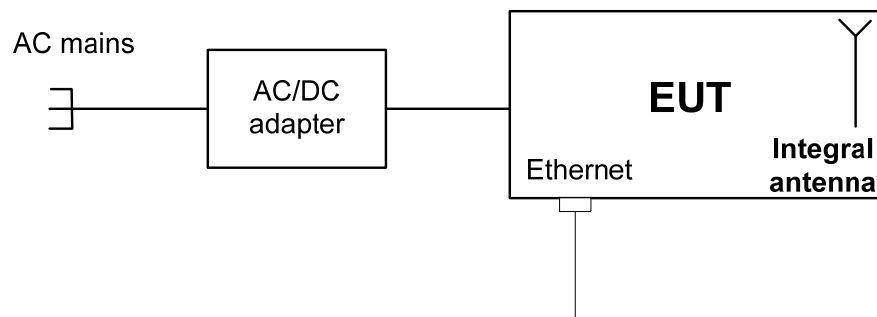 AC mains
AC/DC
adapter
EUT
Ethernet
Integral
antenna